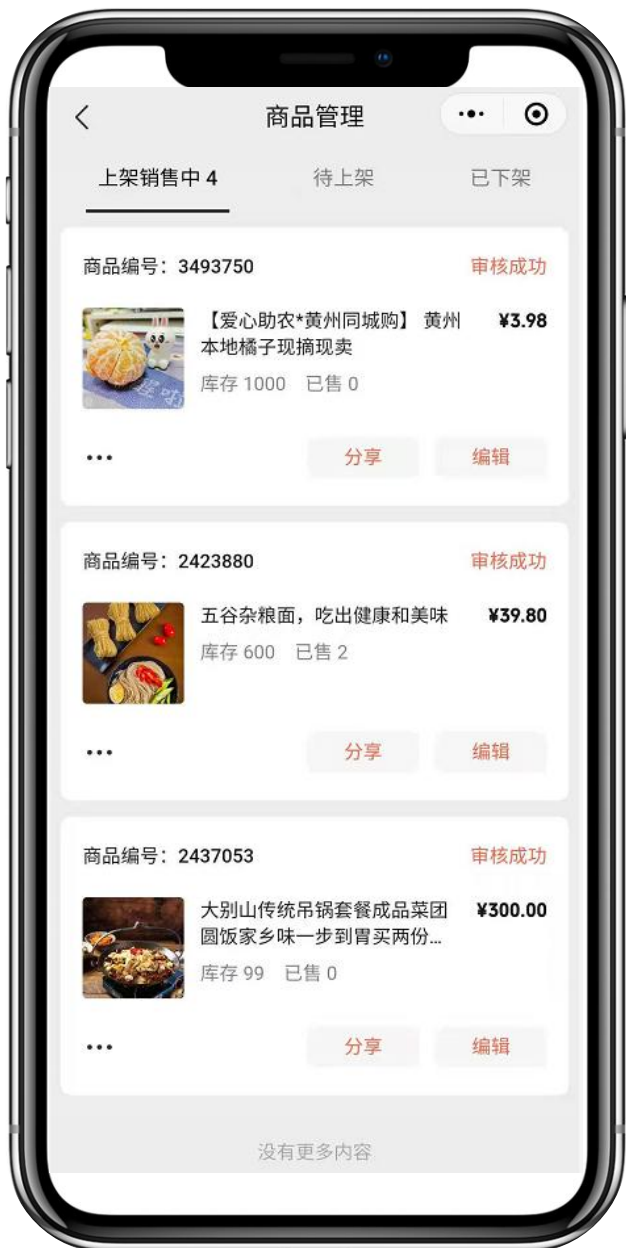 商品管理
上架销售中 4
待上架
已下架
商品编号：3493750
审核成功
【爱心助农*黄州同城购】 黄州
¥3.98
本地橘子现摘现卖
库存 1000 已售 0
分享
编辑
商品编号：2423880
审核成功
五谷杂粮面，吃出健康和美味
¥39.80
库存 600 已售 2
分享
编辑
商品编号：2437053
审核成功
大别山传统吊锅套餐成品菜团
¥300.00
圆饭家乡味一步到胃买两份...
库存 99 已售 0
分享
编辑
没有更多内容